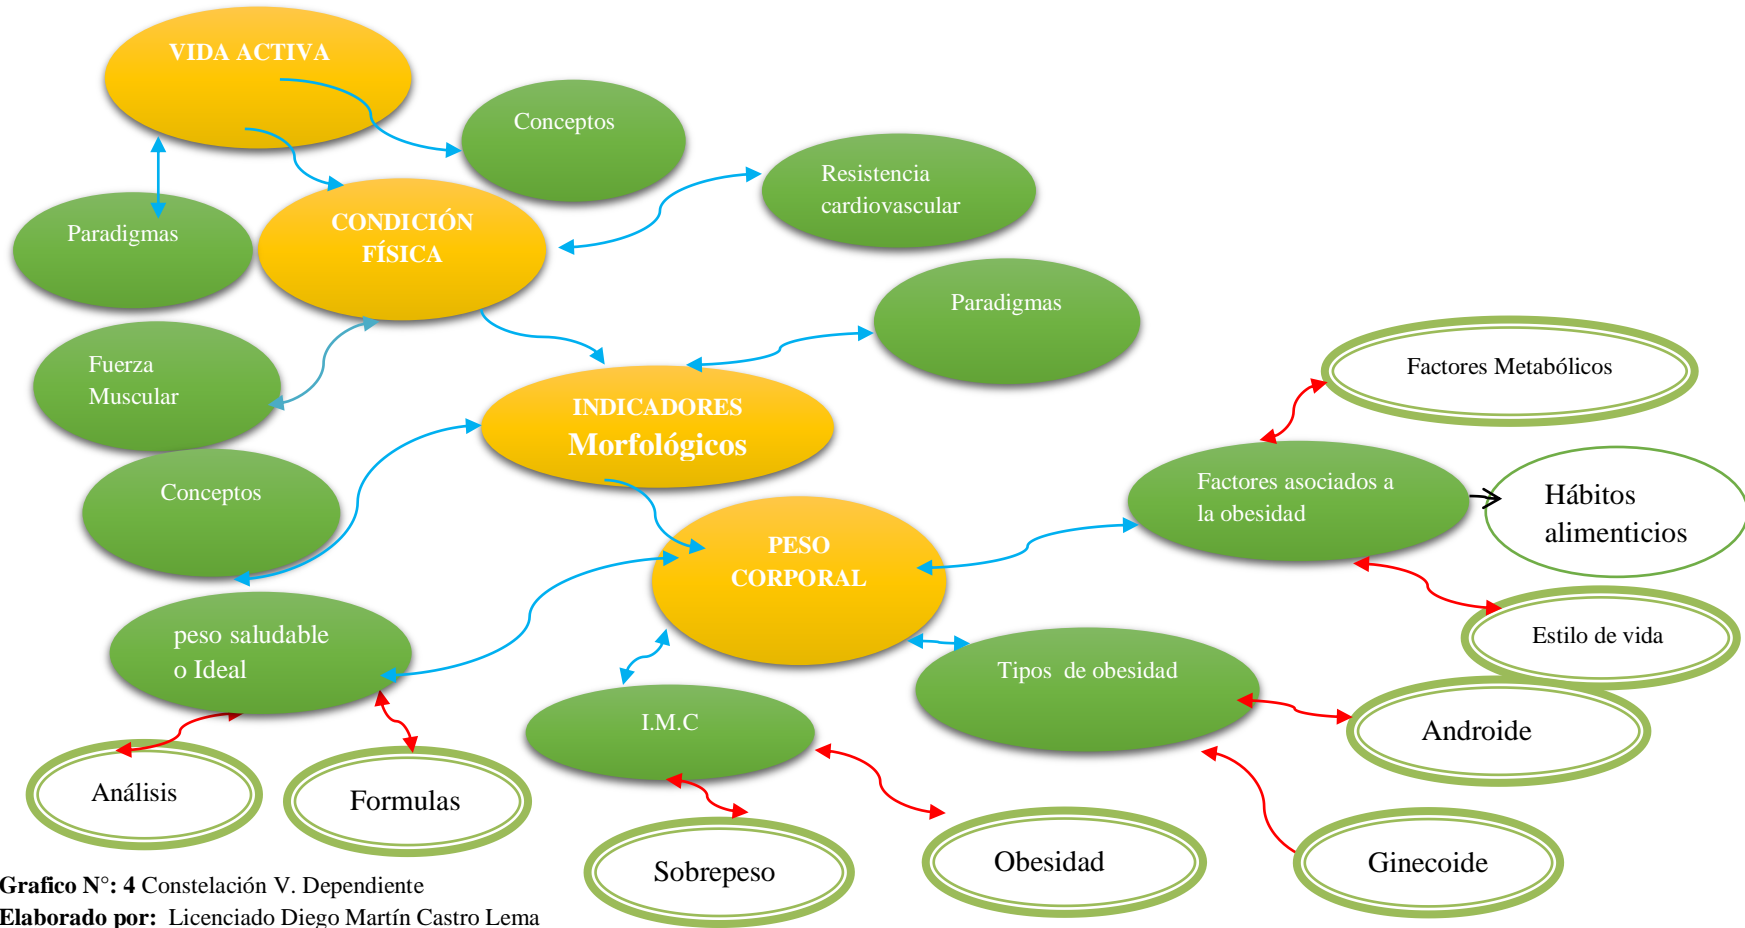 VIDA ACTIVA
Conceptos
Resistencia
cardiovascular
Paradigmas
CONDICIÓN
FÍSICA
Paradigmas
Fuerza
Muscular
INDICADORES
Morfológicos
Factores Metabólicos
Conceptos
Factores asociados a
la obesidad
Hábitos
alimenticios
PESO
CORPORAL
peso saludable
o Ideal
Estilo de vida
Tipos  de obesidad
I.M.C
Androide
Análisis
Formulas
Sobrepeso
Obesidad
Ginecoide
Grafico N°: 4 Constelación V. Dependiente
Elaborado por:  Licenciado Diego Martín Castro Lema